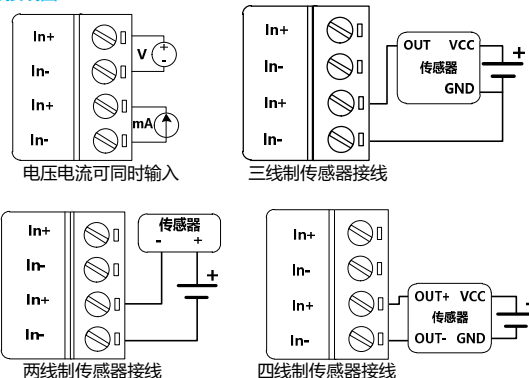 In+
In-
In+
In-
V
+
-
mA
电压电流可同时输入
In+
In-
In+
In-
OUT VCC
传感器
GND
+
三线制传感器接线
In+
In-
In+
In-
传感器
- +
+
两线制传感器接线
In+
In-
In+
In-
OUT+ VCC
传感器
OUT- GND
四线制传感器接线